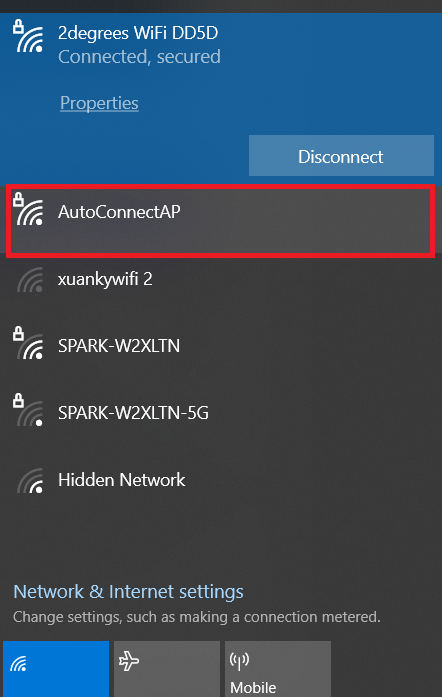 2degrees WiFi DD5D
Connected, secured
Properties
Disconnect
AutoConnectAP
xuankywifi 2
SPARK-W2XLTN
SPARK-W2XLTN-5G
Hidden Network
Network & Internet settings
Change settings, such as making a connection metered.
Mobile